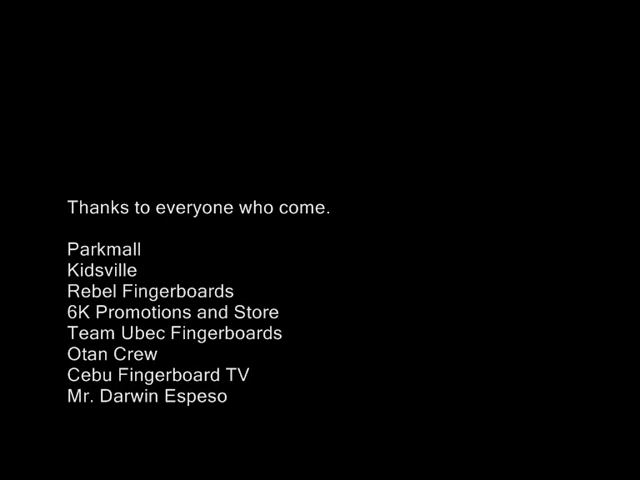 Thanks to everyone who come.
Parkmall
Kidsville
Rebel Fingerboards
6K Promotions and Store
Team Ubec Fingerboards
Otan Crew
Cebu Fingerboard TV
Mr. Darwin Espeso